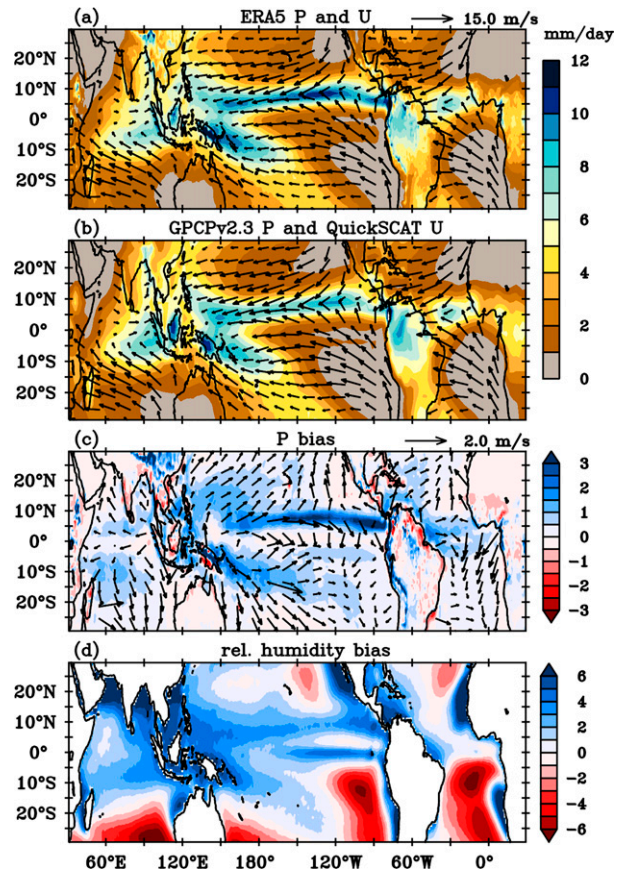 (a) ERA5 P and U 15.0 m/s
mm/day
20°N
10°N
0°
10°S
20°S
12
10
8
6
4
2
0
(b) GPCPv2.3 P and QuickSCAT U
20°N
10°N
0°
10°S
20°S
(c) P bias 2.0 m/s
20°N
10°N
0°
10°S
20°S
3
2
1
0
−1
−2
−3
(d) rel. humidity bias
20°N
10°N
0°
10°S
20°S
6
4
2
0
−2
−4
−6
60°E 120°E 180° 120°W 60°W 0°